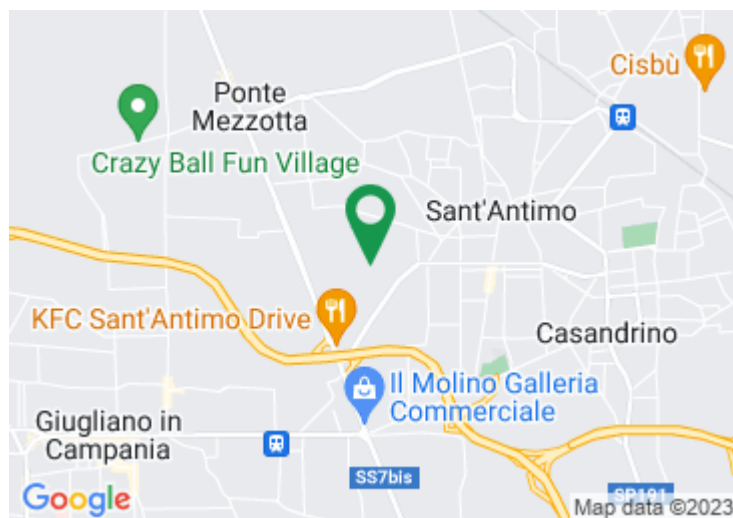 Cisbù
Ponte
Mezzotta
Crazy Ball Fun Village
Sant'Antimo
KFC Sant'Antimo Drive
Casandrino
Il Molino Galleria
Commerciale
Giugliano in
Campania
SS7bis
SP191
Google
Map data ©2023